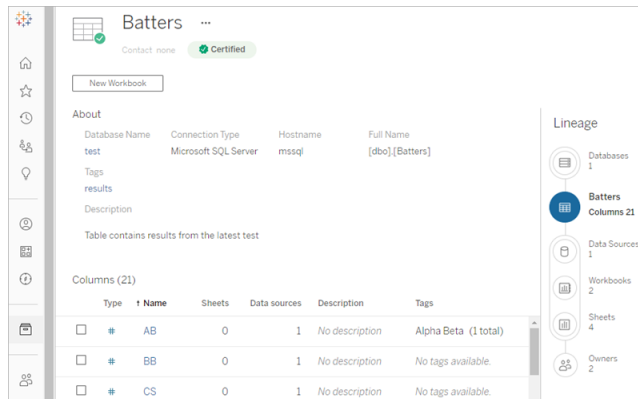 Batters ...
Contact none Certified
New Workbook
About
Database Name Connection Type Hostname Full Name
test Microsoft SQL Server mssql [dbo].[Batters]
Tags
results
Description
Table contains results from the latest test
Columns (21)
Type ↑ Name Sheets Data sources Description Tags
# AB 0 1 No description Alpha Beta (1 total)
# BB 0 1 No description No tags available.
# CS 0 1 No description No tags available.
Lineage
Databases
1
Batters
Columns 21
Data Sources
1
Workbooks
2
Sheets
4
Owners
2